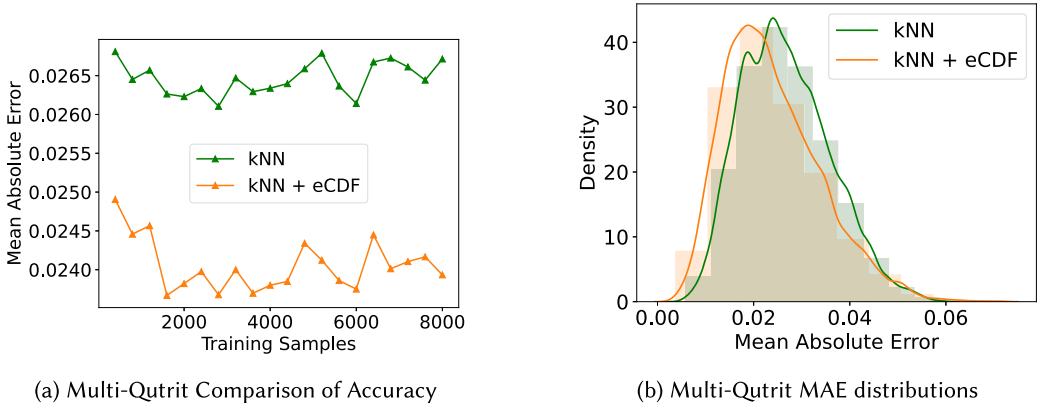 Mean Absolute Error
0.0265
0.0260
0.0255
0.0250
0.0245
0.0240
kNN
kNN + eCDF
2000 4000 6000 8000
Training Samples
(a) Multi-Qutrit Comparison of Accuracy
Density
40
30
20
10
0
kNN
kNN + eCDF
0.00 0.02 0.04 0.06
Mean Absolute Error
(b) Multi-Qutrit MAE distributions